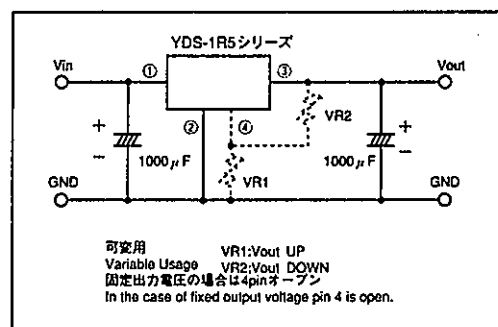 YDS-1R5シリーズ
Vin ① ③ Vout
② ④ VR2
+ +
− −
1000μF VR1 1000μF
GND GND
可変用 VR1:Vout UP
Variable Usage VR2:Vout DOWN
固定出力電圧の場合は4pinオープン
In the case of fixed output voltage pin 4 is open.